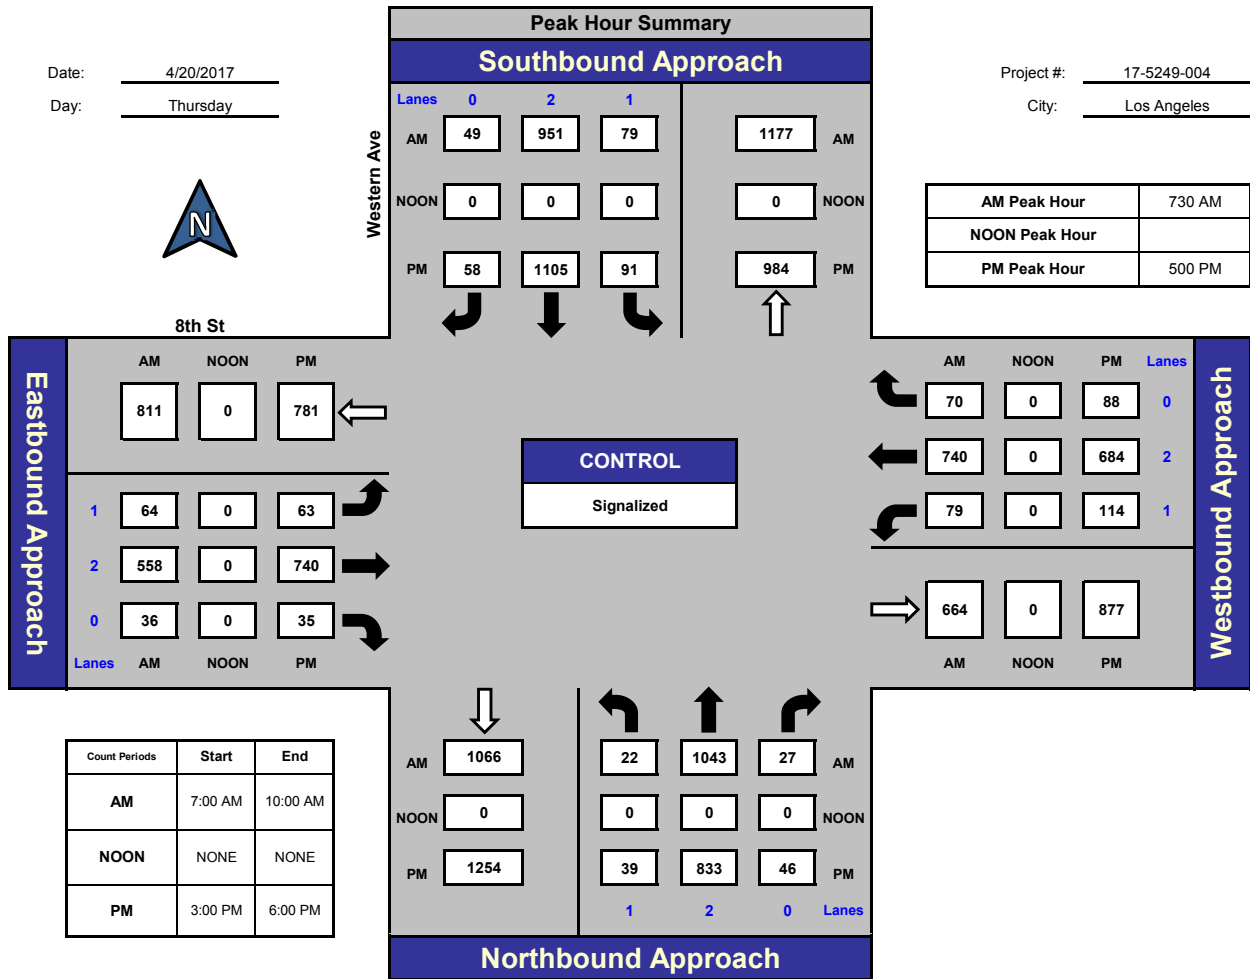 Peak Hour Summary
Southbound Approach
Date: 4/20/2017
Day: Thursday
Project #: 17-5249-004
City: Los Angeles
N
Western Ave
Lanes 0 2 1
AM 49 951 79 1177 AM
NOON 0 0 0 0 NOON
PM 58 1105 91 984 PM
AM Peak Hour 730 AM
NOON Peak Hour
PM Peak Hour 500 PM
8th St
Eastbound Approach
AM NOON PM
811 0 781
1 64 0 63
2 558 0 740
0 36 0 35
Lanes AM NOON PM
CONTROL
Signalized
AM NOON PM Lanes
70 0 88 0
740 0 684 2
79 0 114 1
664 0 877
AM NOON PM
Westbound Approach
Count Periods Start End
AM 7:00 AM 10:00 AM
NOON NONE NONE
PM 3:00 PM 6:00 PM
AM 1066 22 1043 27 AM
NOON 0 0 0 0 NOON
PM 1254 39 833 46 PM
1 2 0 Lanes
Northbound Approach